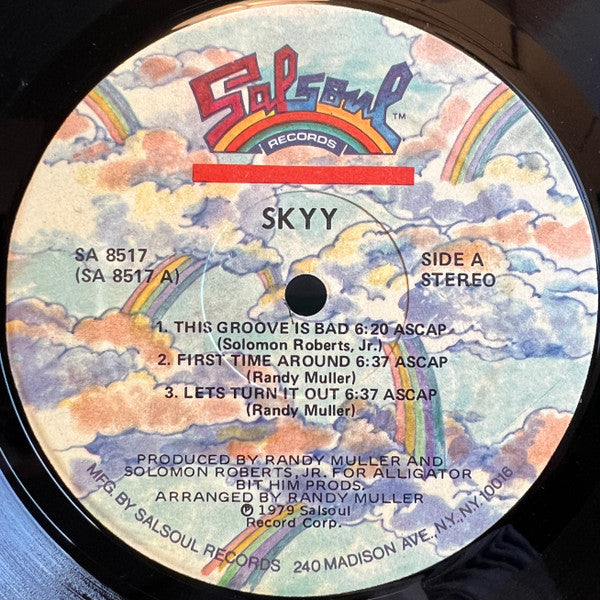 Salsoul
RECORDS
TM
SKYY
SA 8517
(SA 8517 A)
SIDE A
STEREO
1. THIS GROOVE IS BAD 6:20 ASCAP
(Solomon Roberts, Jr.)
2. FIRST TIME AROUND 6:37 ASCAP
(Randy Muller)
3. LETS TURN IT OUT 6:37 ASCAP
(Randy Muller)
PRODUCED BY RANDY MULLER AND
SOLOMON ROBERTS, JR. FOR ALLIGATOR
BIT HIM PRODS.
ARRANGED BY RANDY MULLER
℗ 1979 Salsoul
Record Corp.
MFG. BY SALSOUL RECORDS 240 MADISON AVE., N.Y., N.Y. 10016